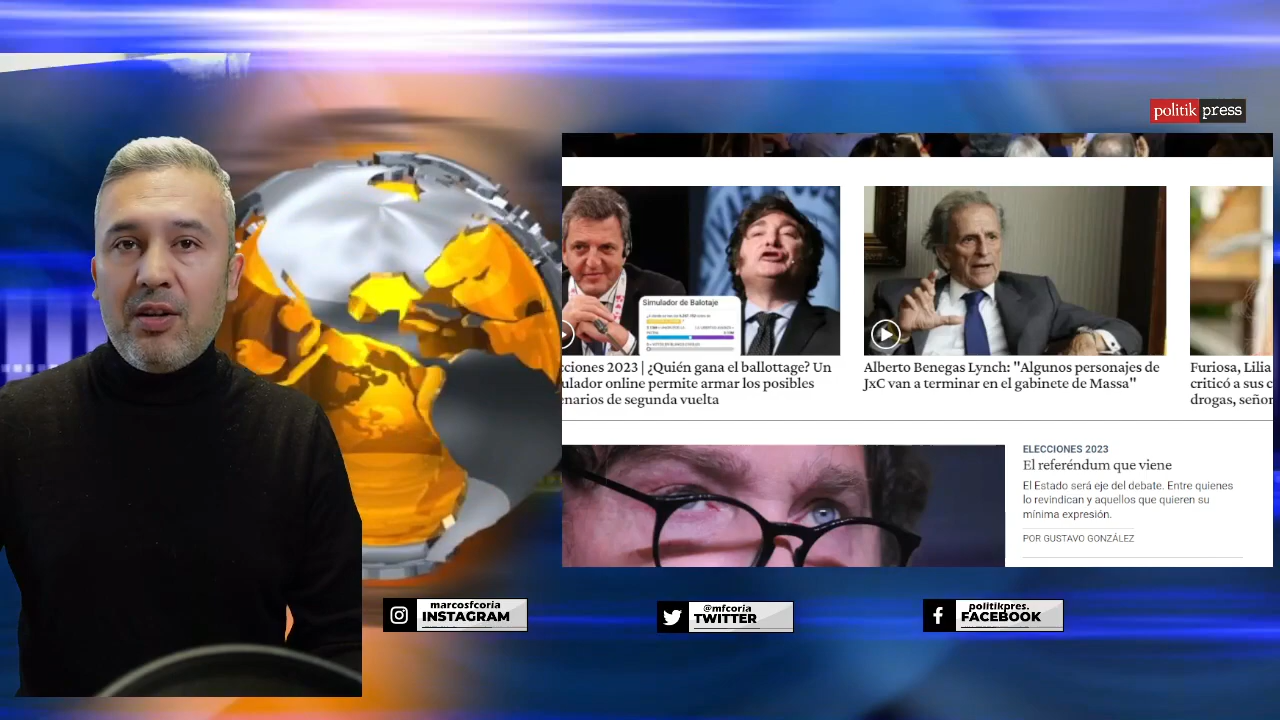 politik press
Simulador de Balotaje
cciones 2023 | ¿Quién gana el ballottage? Un
ulador online permite armar los posibles
enarios de segunda vuelta
Alberto Benegas Lynch: "Algunos personajes de
JxC van a terminar en el gabinete de Massa"
Furiosa, Lilia
criticó a sus c
drogas, señor
ELECCIONES 2023
El referéndum que viene
El Estado será eje del debate. Entre quienes
lo revindican y aquellos que quieren su
mínima expresión.
POR GUSTAVO GONZÁLEZ
marcosfcoria
INSTAGRAM
@mfcoria
TWITTER
politikpres.
FACEBOOK